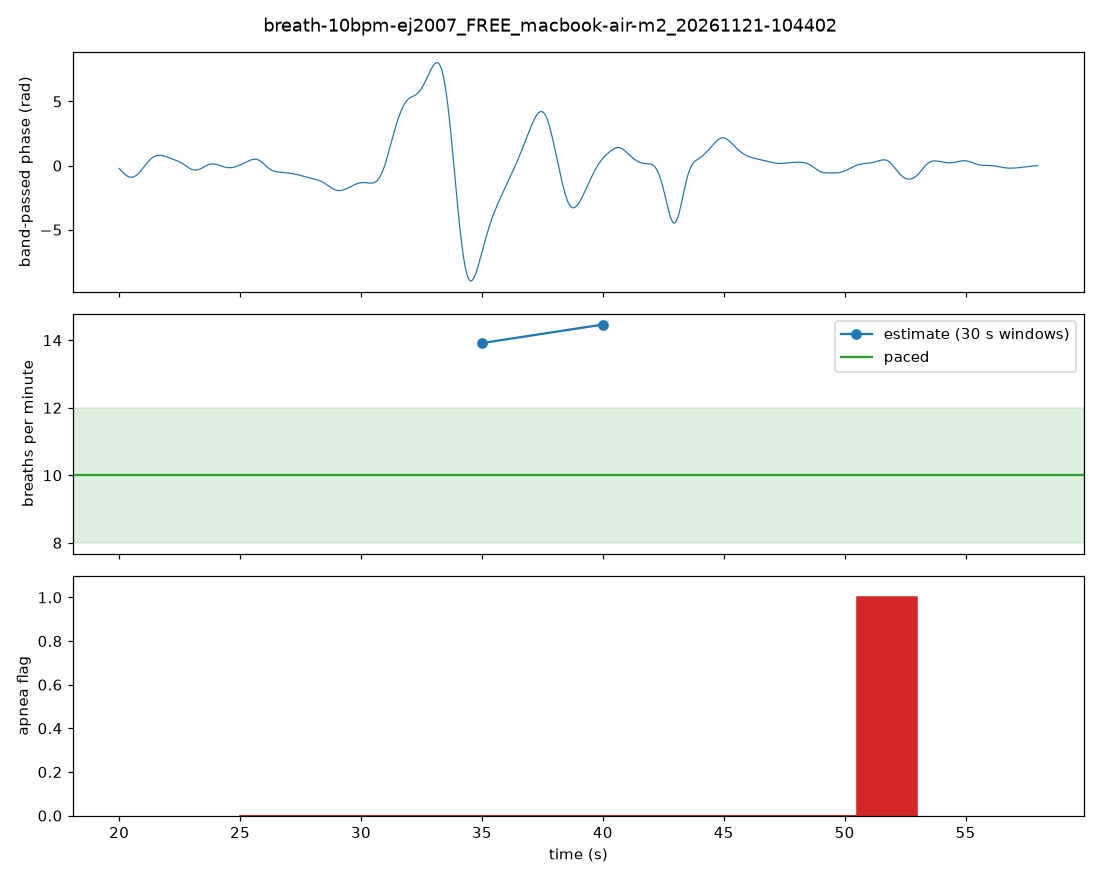 breath-10bpm-ej2007_FREE_macbook-air-m2_20261121-104402
band-passed phase (rad)
5
0
−5
breaths per minute
14
12
10
8
estimate (30 s windows)
paced
apnea flag
1.0
0.8
0.6
0.4
0.2
0.0
20 25 30 35 40 45 50 55
time (s)